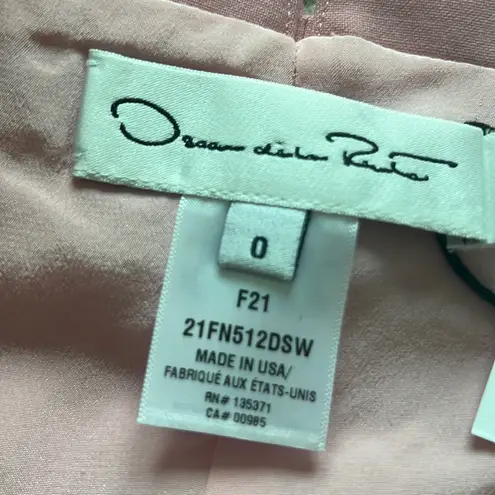 Oscar de la Renta
0
F21
21FN512DSW
MADE IN USA/
FABRIQUÉ AUX ÉTATS-UNIS
RN# 135371
CA# 00985